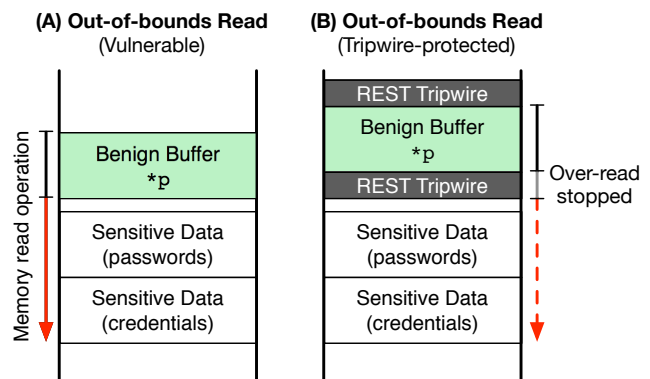 (A) Out-of-bounds Read
(Vulnerable)
Memory read operation
Benign Buffer
*p
Sensitive Data
(passwords)
Sensitive Data
(credentials)
(B) Out-of-bounds Read
(Tripwire-protected)
REST Tripwire
Benign Buffer
*p
REST Tripwire
Over-read
stopped
Sensitive Data
(passwords)
Sensitive Data
(credentials)